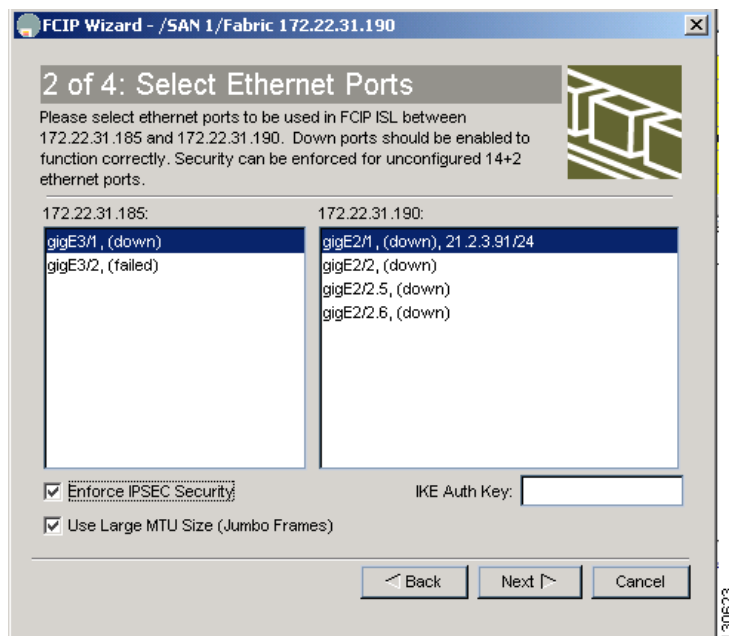 FCIP Wizard - /SAN 1/Fabric 172.22.31.190
2 of 4: Select Ethernet Ports
Please select ethernet ports to be used in FCIP ISL between
172.22.31.185 and 172.22.31.190. Down ports should be enabled to
function correctly. Security can be enforced for unconfigured 14+2
ethernet ports.
172.22.31.185:
gigE3/1, (down)
gigE3/2, (failed)
172.22.31.190:
gigE2/1, (down), 21.2.3.91/24
gigE2/2, (down)
gigE2/2.5, (down)
gigE2/2.6, (down)
Enforce IPSEC Security
IKE Auth Key:
Use Large MTU Size (Jumbo Frames)
Back
Next
Cancel